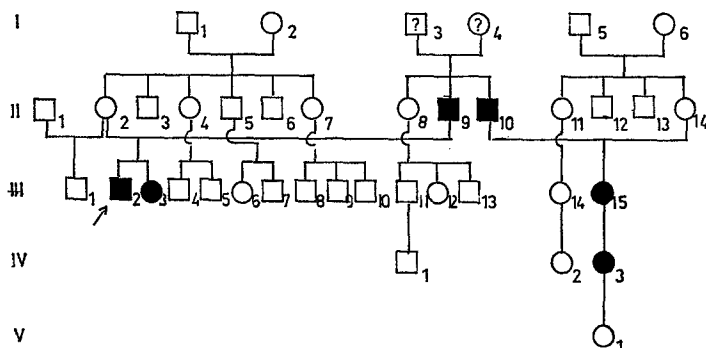 I 1 2 ? 3 ? 4 5 6
II 1 2 3 4 5 6 7 8 9 10 11 12 13 14
III 1 2 3 4 5 6 7 8 9 10 11 12 13 14 15
IV 1 2 3
V 1